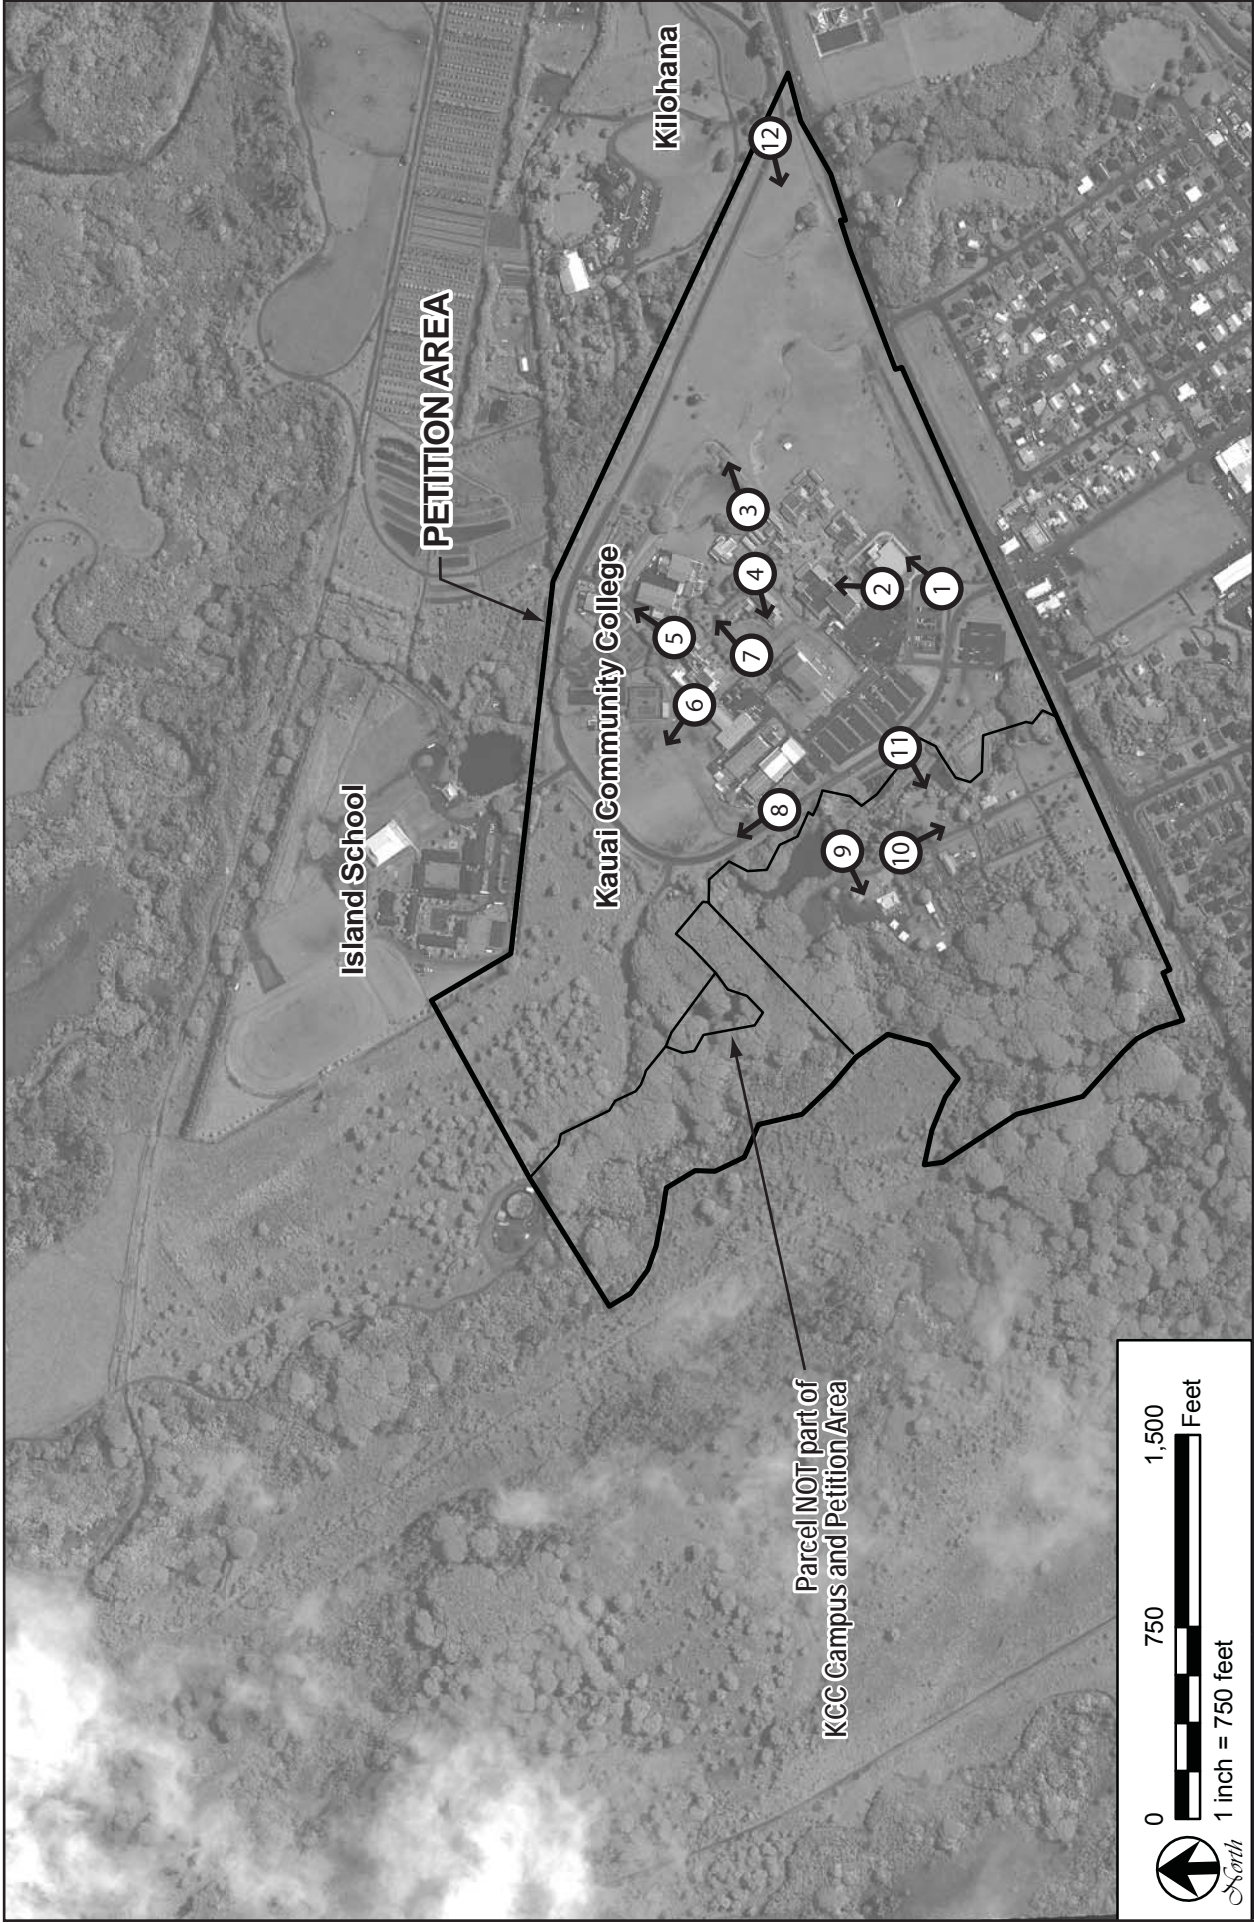 Kilohana
PETITION AREA
Island School
Kauai Community College
12
3
4
5
6
7
2
1
8
9
10
11
Parcel NOT part of
KCC Campus and Petition Area
0 750 1,500
Feet
1 inch = 750 feet
North